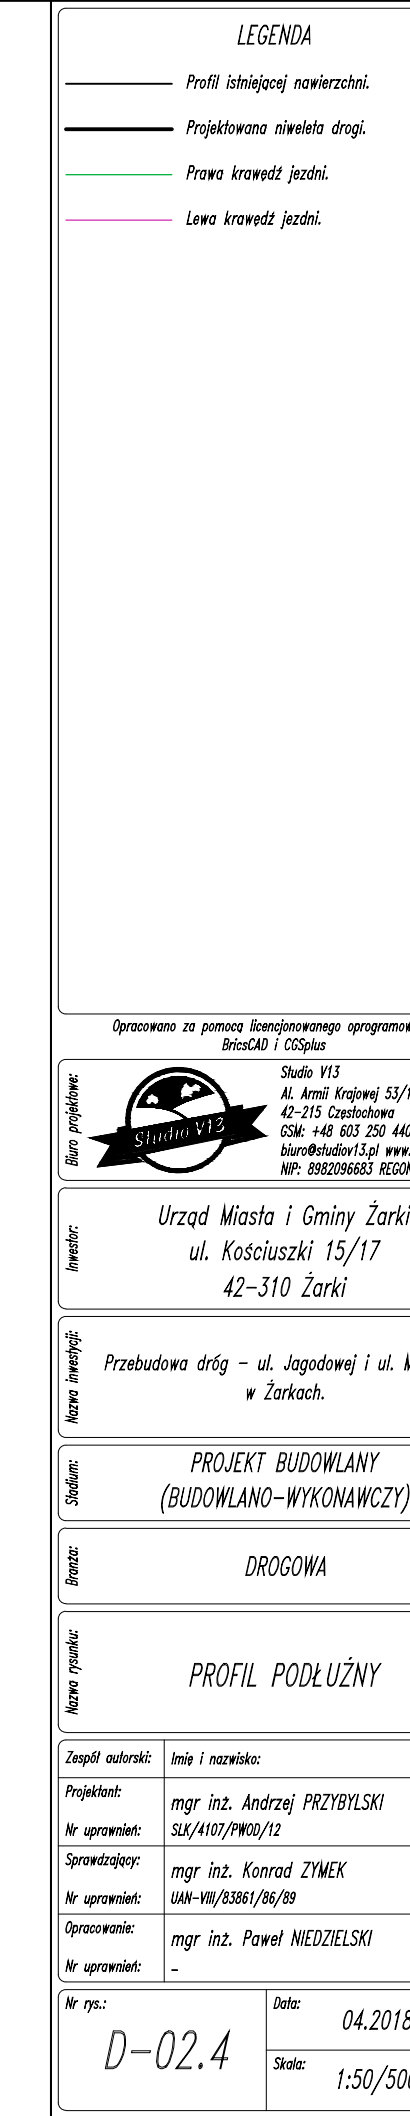 LEGENDA
Profil istniejącej nawierzchni.
Projektowana niweleta drogi.
Prawa krawędź jezdni.
Lewa krawędź jezdni.
Opracowano za pomocą licencjonowanego
BricsCAD i CGSplus
Biuro projektowe:
Studio V13
Studio V13
Al. Armii Krajowej
42-215 Częstochowa
GSM: +48 603 250 440
biuro@studiov13.pl
NIP: 8982096683
Inwestor:
Urząd Miasta i Gminy Żarki
ul. Kościuszki 15/17
42-310 Żarki
Nazwa inwestycji:
Przebudowa dróg – ul. Jagodowej i ul.
w Żarkach.
Stadium:
PROJEKT BUDOWLANY
(BUDOWLANO-WYKONAWCZY)
Branża:
DROGOWA
Nazwa rysunku:
PROFIL PODŁUŻNY
Zespół autorski: Imię i nazwisko:
Projektant: mgr inż. Andrzej PRZYBYLSKI
Nr uprawnień: SLK/4107/PWOD/12
Sprawdzający: mgr inż. Konrad ZYMEK
Nr uprawnień: UAN-VIII/83861/86/89
Opracowanie: mgr inż. Paweł NIEDZIELSKI
Nr uprawnień: –
Nr rys.: D-02.4
Data: 04.2018
Skala: